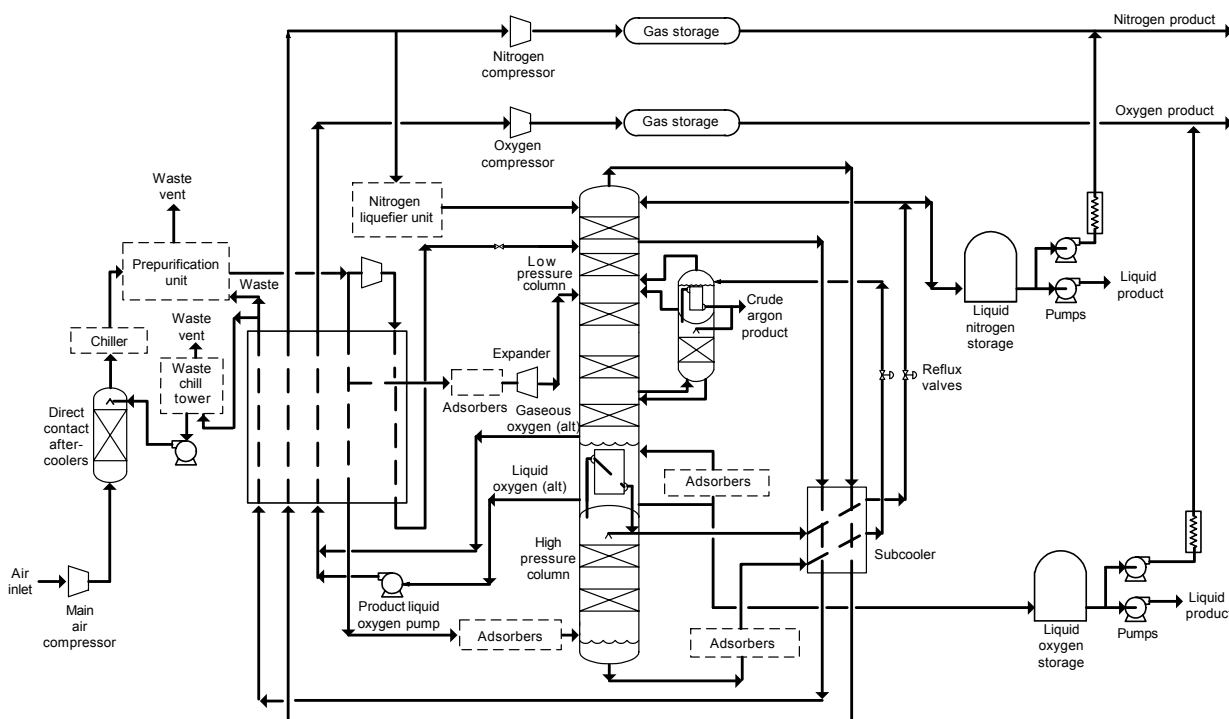 Nitrogen product
Gas storage
Nitrogen
compressor
Oxygen product
Gas storage
Oxygen
compressor
Waste
vent
Nitrogen
liquefier unit
Prepurification
unit
Waste
Low
pressure
column
Crude
argon
product
Liquid
nitrogen
storage
Pumps
Liquid
product
Waste
vent
Chiller
Waste
chill
tower
Expander
Adsorbers
Gaseous
oxygen (alt)
Reflux
valves
Direct
contact
after-
coolers
Liquid
oxygen (alt)
Adsorbers
High
pressure
column
Subcooler
Air
inlet
Main
air
compressor
Product liquid
oxygen pump
Adsorbers
Adsorbers
Liquid
oxygen
storage
Pumps
Liquid
product